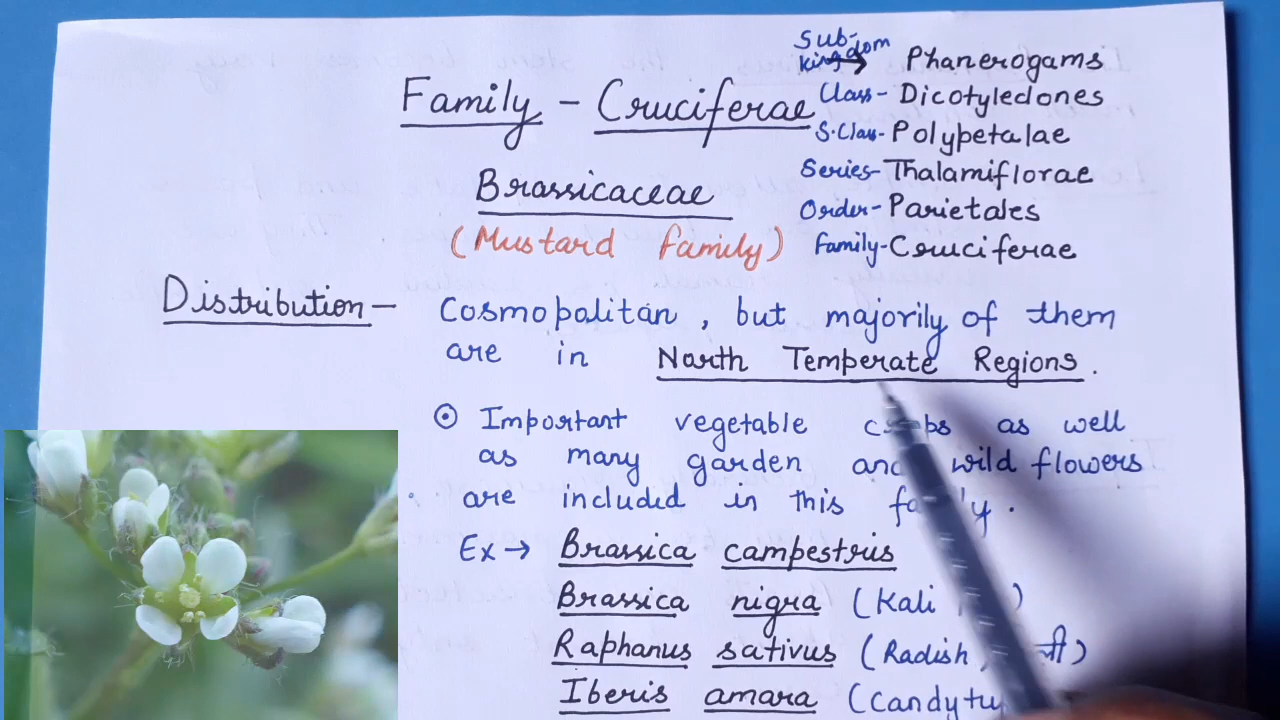 Family - Cruciferae
Brassicaceae
(Mustard family)
Sub-kingdom → Phanerogams
Class - Dicotyledones
S.Class - Polypetalae
Series - Thalamiflorae
Order - Parietales
family - Cruciferae
Distribution - Cosmopolitan, but majorily of them
are in North Temperate Regions.
⊙ Important vegetable as well
as many garden and wild flowers
are included in this family.
Ex → Brassica campestris
Brassica nigra (Kali )
Raphanus sativus (Radish, )
Iberis amara (Candytu